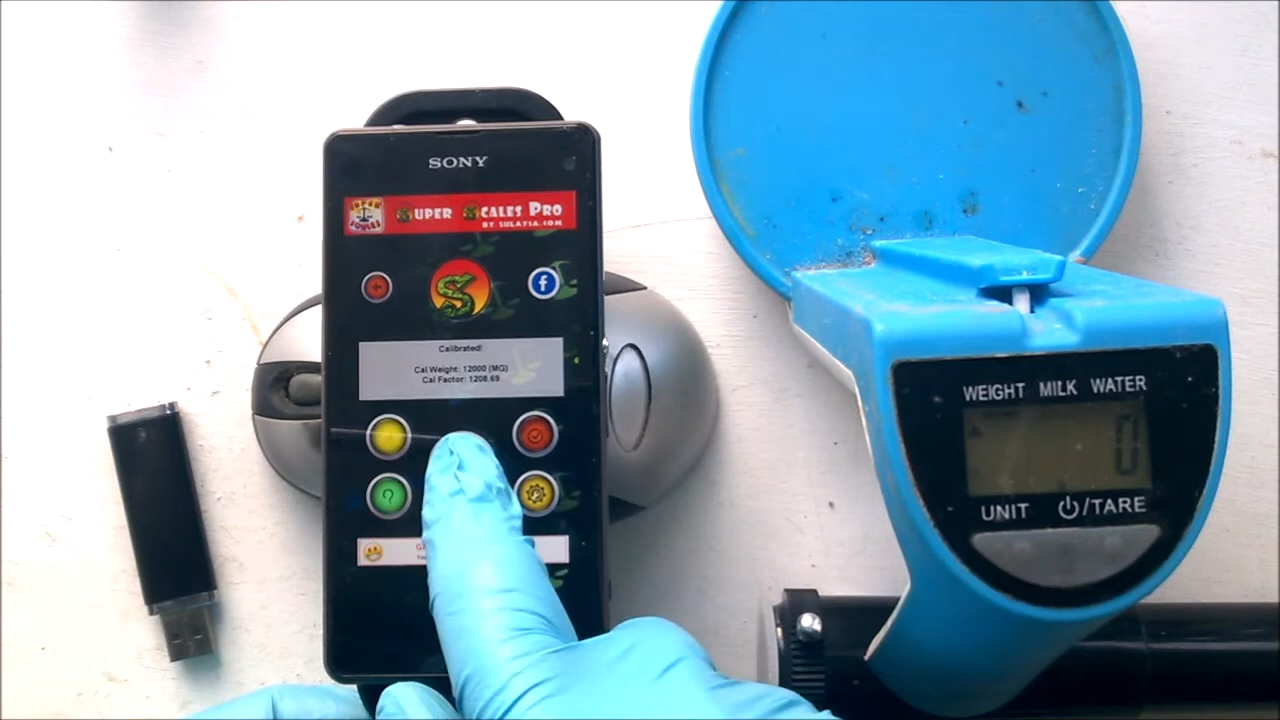 SONY
SUPER SCALES PRO
BY SULAYIA.COM
f
Calibrated!
Cal Weight: 12000 (MG)
Cal Factor: 1208.69
?
WEIGHT MILK WATER
0
UNIT /TARE